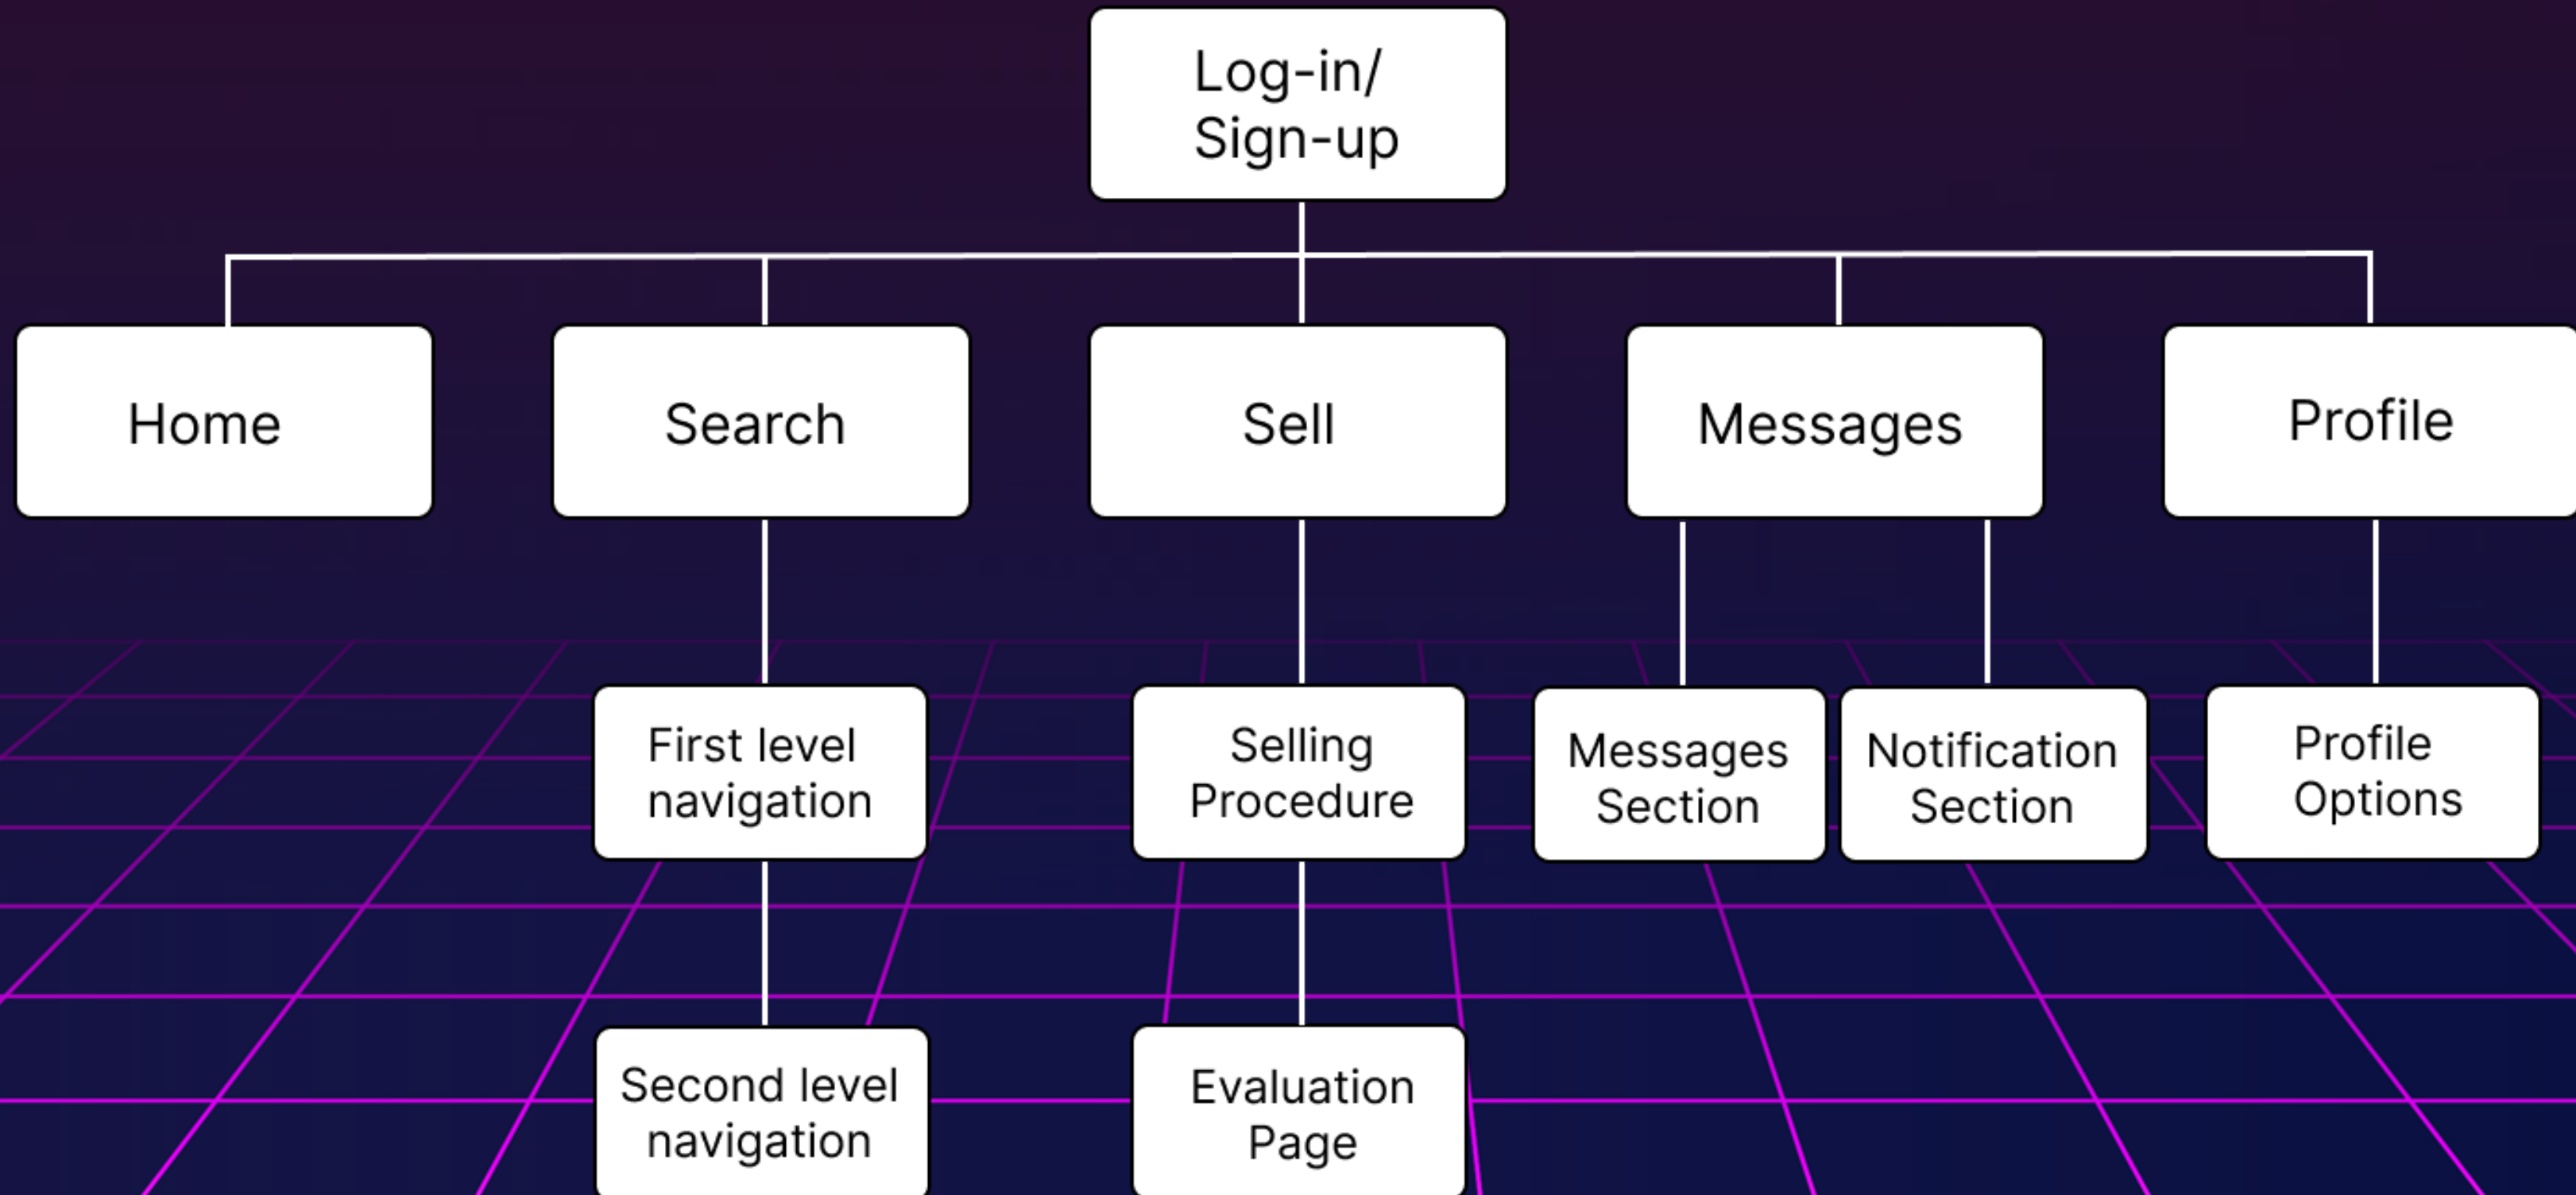 Log-in/
Sign-up
Home
Search
Sell
Messages
Profile
First level
navigation
Selling
Procedure
Messages
Section
Notification
Section
Profile
Options
Second level
navigation
Evaluation
Page